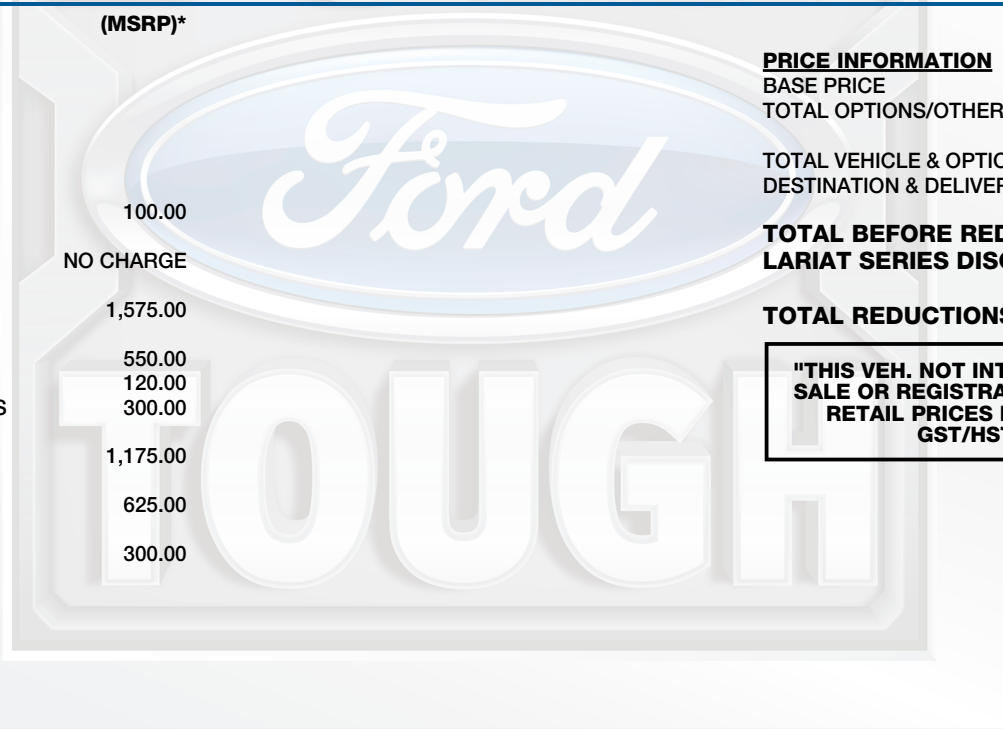 (MSRP)*
100.00
NO CHARGE
1,575.00
550.00
120.00
S 300.00
1,175.00
625.00
300.00
PRICE INFORMATION
BASE PRICE
TOTAL OPTIONS/OTHER
TOTAL VEHICLE & OPTIO
DESTINATION & DELIVER
TOTAL BEFORE RED
LARIAT SERIES DISC
TOTAL REDUCTIONS
"THIS VEH. NOT INT
SALE OR REGISTRA
RETAIL PRICES
GST/HST
Ford
TOUGH